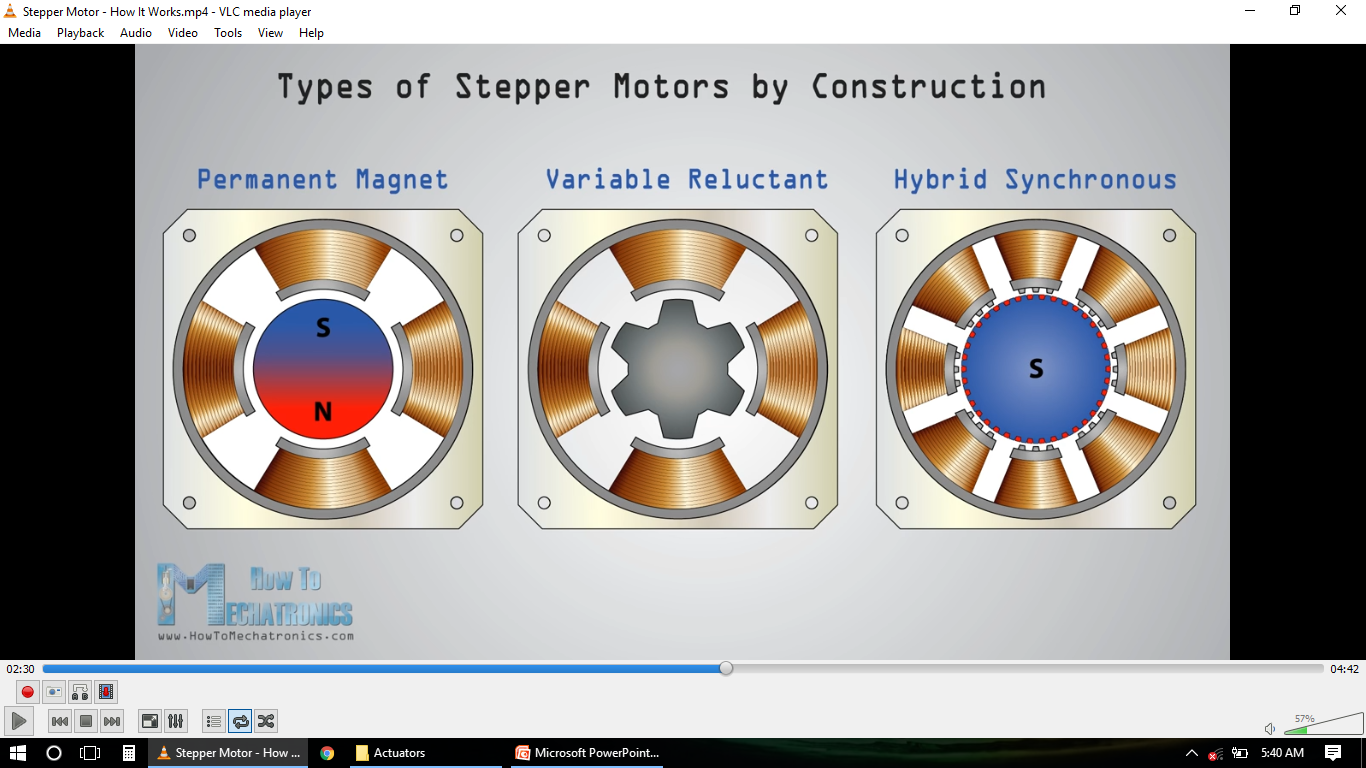 Stepper Motor - How It Works.mp4 - VLC media player
Media Playback Audio Video Tools View Help
Types of Stepper Motors by Construction
Permanent Magnet Variable Reluctant Hybrid Synchronous
S
N
S
How To
MECHATRONICS
www.HowToMechatronics.com
02:30 04:42
57%
Stepper Motor - How ... Actuators Microsoft PowerPoint... 5:40 AM